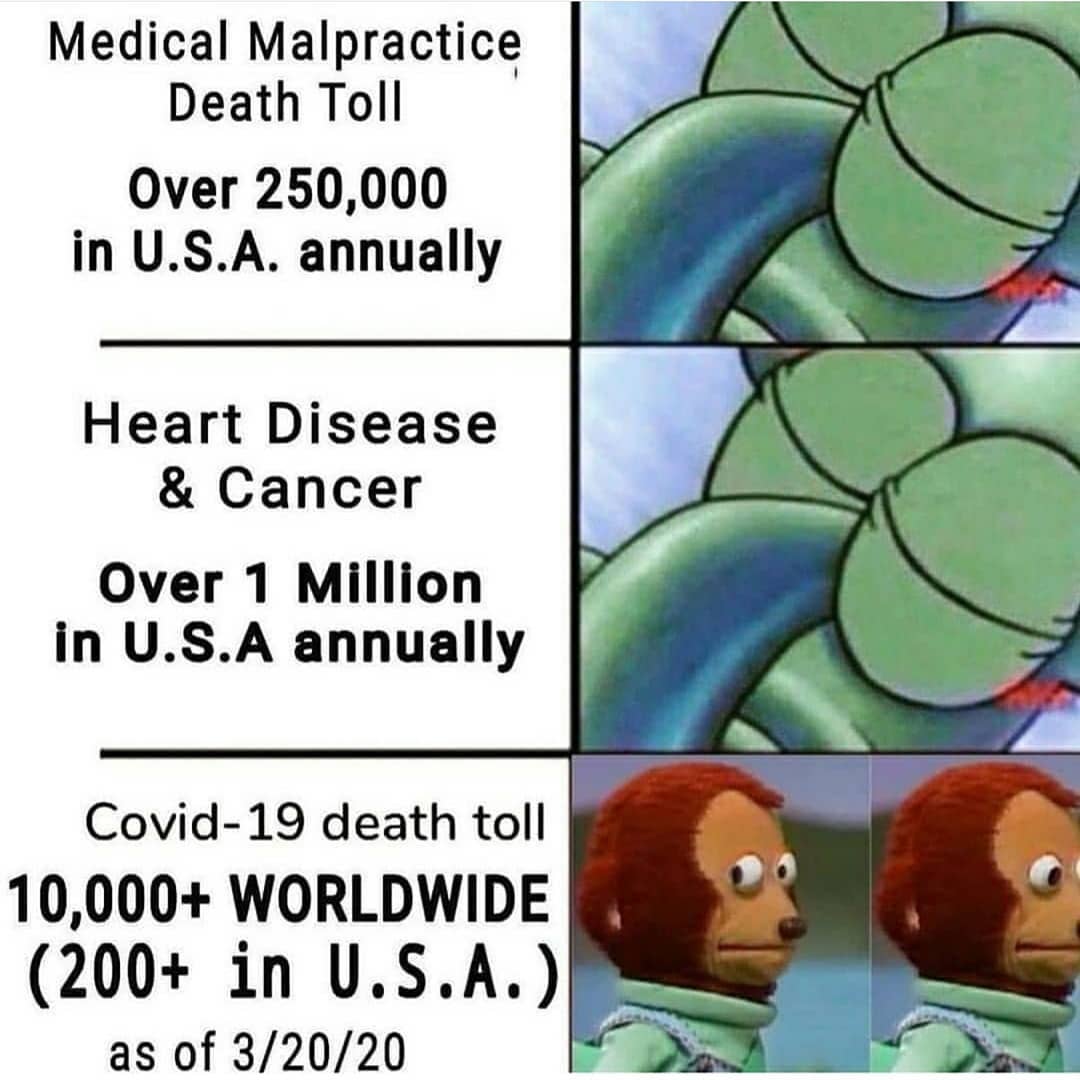 Medical Malpractice
Death Toll
Over 250,000
in U.S.A. annually
Heart Disease
& Cancer
Over 1 Million
in U.S.A annually
Covid-19 death toll
10,000+ WORLDWIDE
(200+ in U.S.A.)
as of 3/20/20